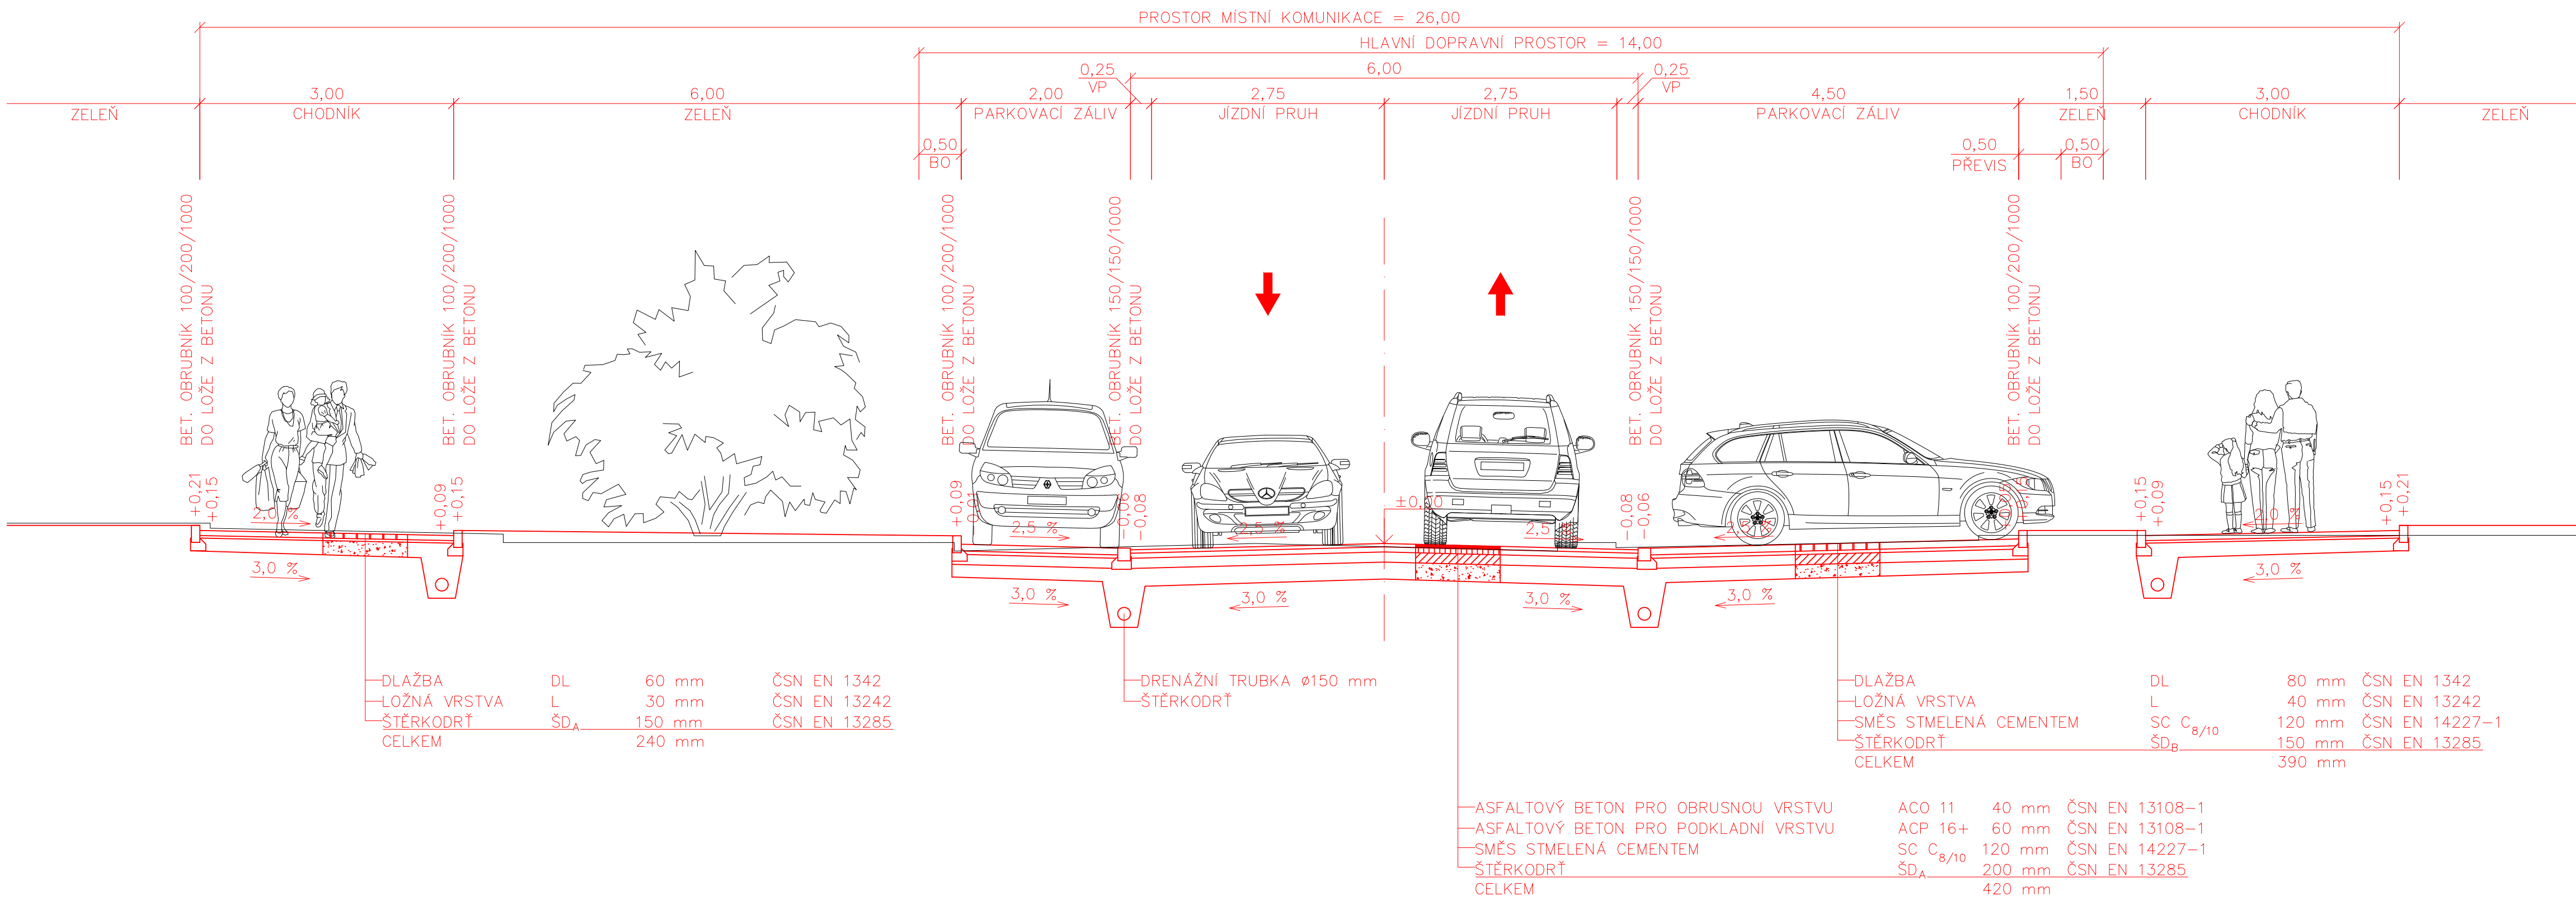 PROSTOR MÍSTNÍ KOMUNIKACE = 26,00
HLAVNÍ DOPRAVNÍ PROSTOR = 14,00
0,25
VP
6,00
0,25
VP
3,00
6,00
2,00
2,75
2,75
4,50
1,50
3,00
ZELEŇ
CHODNÍK
ZELEŇ
PARKOVACÍ ZÁLIV
JÍZDNÍ PRUH
JÍZDNÍ PRUH
PARKOVACÍ ZÁLIV
ZELEŇ
CHODNÍK
ZELEŇ
0,50
BO
0,50
PŘEVIS
0,50
BO
BET. OBRUBNÍK 100/200/1000
DO LOŽE Z BETONU
BET. OBRUBNÍK 100/200/1000
DO LOŽE Z BETONU
BET. OBRUBNÍK 100/200/1000
DO LOŽE Z BETONU
BET. OBRUBNÍK 150/150/1000
DO LOŽE Z BETONU
BET. OBRUBNÍK 150/150/1000
DO LOŽE Z BETONU
BET. OBRUBNÍK 100/200/1000
DO LOŽE Z BETONU
+0,21
+0,15
+0,09
+0,15
+0,09
-0,06
-0,08
±0,00
-0,08
-0,06
+0,15
+0,09
+0,15
+0,21
2,0 %
2,5 %
2,5 %
2,5
2,5 %
2,0 %
3,0 %
3,0 %
3,0 %
3,0 %
3,0 %
3,0 %
DLAŽBA DL 60 mm ČSN EN 1342
LOŽNÁ VRSTVA L 30 mm ČSN EN 13242
ŠTĚRKODRŤ ŠDA 150 mm ČSN EN 13285
CELKEM 240 mm
DRENÁŽNÍ TRUBKA ø150 mm
ŠTĚRKODRŤ
DLAŽBA DL 80 mm ČSN EN 1342
LOŽNÁ VRSTVA L 40 mm ČSN EN 13242
SMĚS STMELENÁ CEMENTEM SC C8/10 120 mm ČSN EN 14227-1
ŠTĚRKODRŤ ŠDB 150 mm ČSN EN 13285
CELKEM 390 mm
ASFALTOVÝ BETON PRO OBRUSNOU VRSTVU ACO 11 40 mm ČSN EN 13108-1
ASFALTOVÝ BETON PRO PODKLADNÍ VRSTVU ACP 16+ 60 mm ČSN EN 13108-1
SMĚS STMELENÁ CEMENTEM SC C8/10 120 mm ČSN EN 14227-1
ŠTĚRKODRŤ ŠDA 200 mm ČSN EN 13285
CELKEM 420 mm